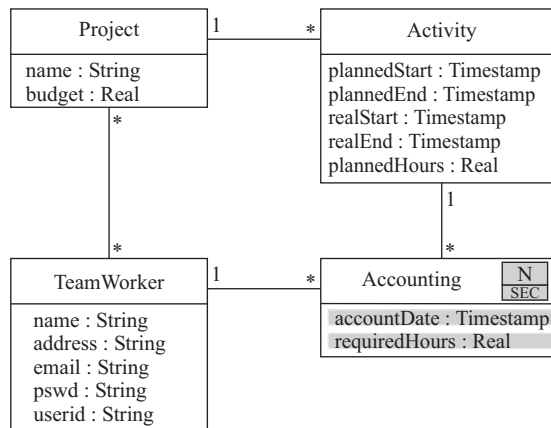 Project
name : String
budget : Real
1
*
Activity
plannedStart : Timestamp
plannedEnd : Timestamp
realStart : Timestamp
realEnd : Timestamp
plannedHours : Real
*
1
*
*
TeamWorker
name : String
address : String
email : String
pswd : String
userid : String
1
*
Accounting
N
SEC
accountDate : Timestamp
requiredHours : Real